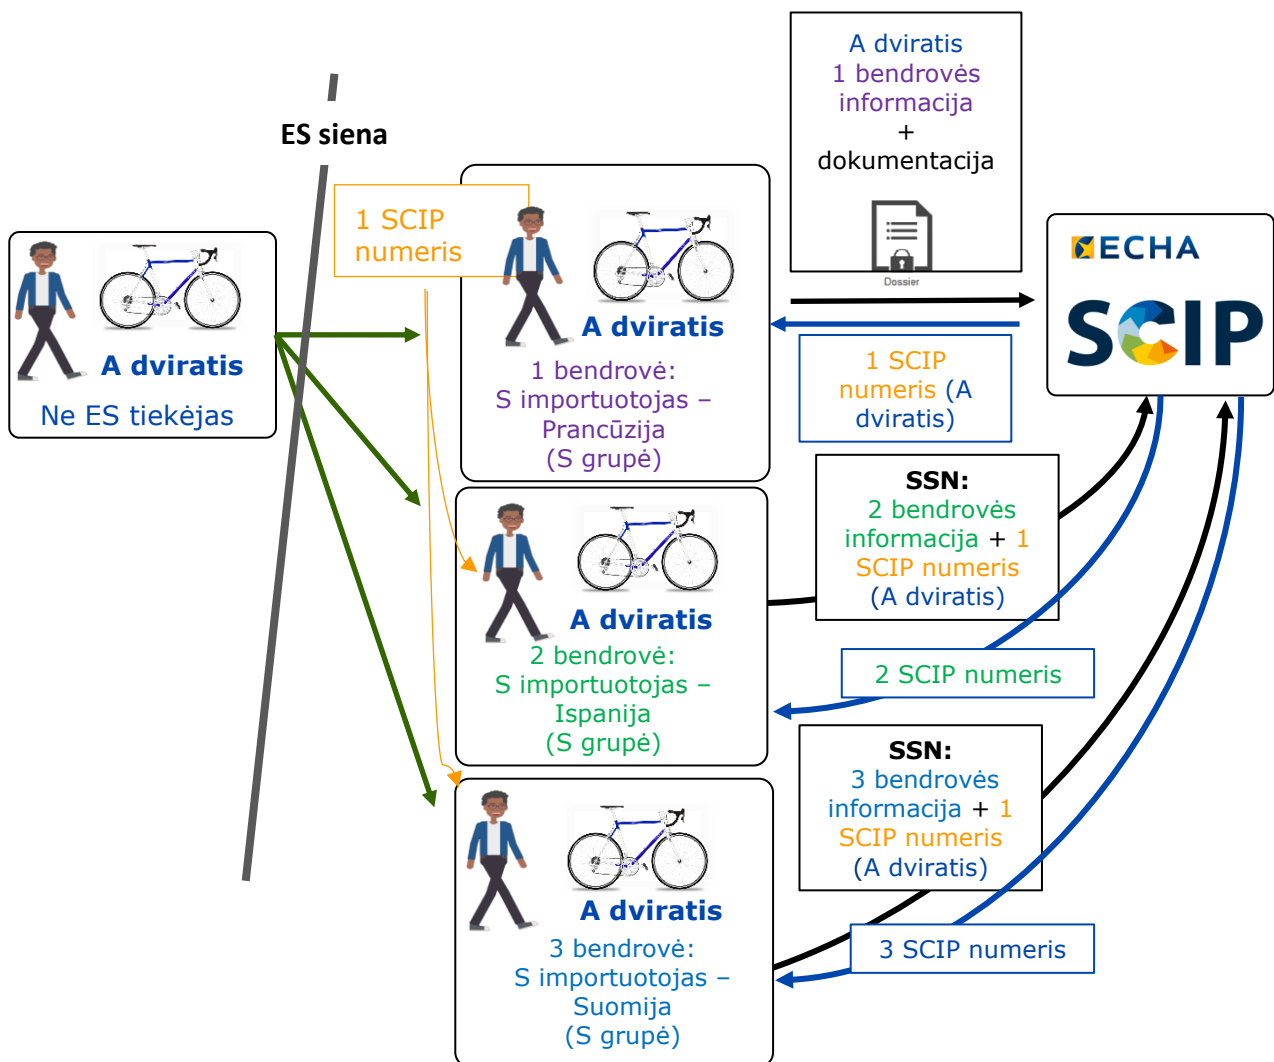 A dviratis
1 bendrovės
informacija
+
dokumentacija
Dossier
ES siena
1 SCIP
numeris
A dviratis
Ne ES tiekėjas
A dviratis
1 bendrovė:
S importuotojas –
Prancūzija
(S grupė)
ECHA
SCIP
1 SCIP
numeris (A
dviratis)
SSN:
2 bendrovės
informacija + 1
SCIP numeris
(A dviratis)
A dviratis
2 bendrovė:
S importuotojas –
Ispanija
(S grupė)
2 SCIP numeris
SSN:
3 bendrovės
informacija + 1
SCIP numeris
(A dviratis)
A dviratis
3 bendrovė:
S importuotojas –
Suomija
(S grupė)
3 SCIP numeris